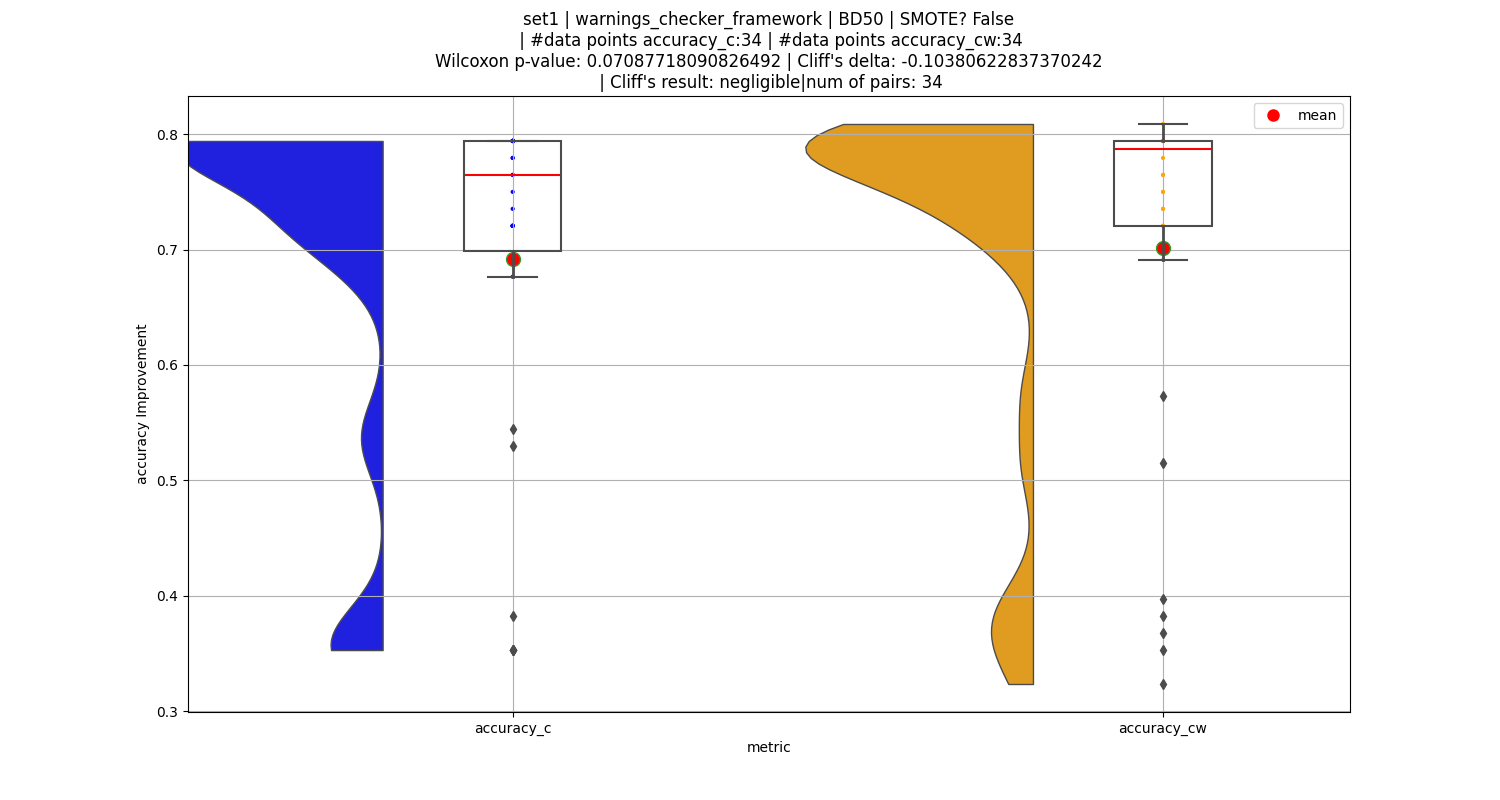 set1 | warnings_checker_framework | BD50 | SMOTE? False
| #data points accuracy_c:34 | #data points accuracy_cw:34
Wilcoxon p-value: 0.07087718090826492 | Cliff's delta: -0.10380622837370242
| Cliff's result: negligible|num of pairs: 34
mean
0.8
0.7
0.6
0.5
0.4
0.3
accuracy Improvement
accuracy_c
accuracy_cw
metric